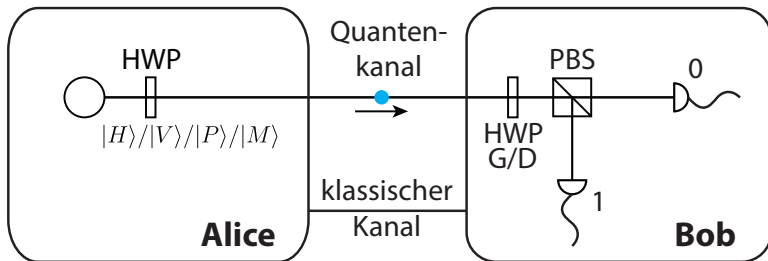 HWP
|H⟩/|V⟩/|P⟩/|M⟩
Alice
Quanten-
kanal
klassischer
Kanal
HWP
G/D
PBS
0
1
Bob